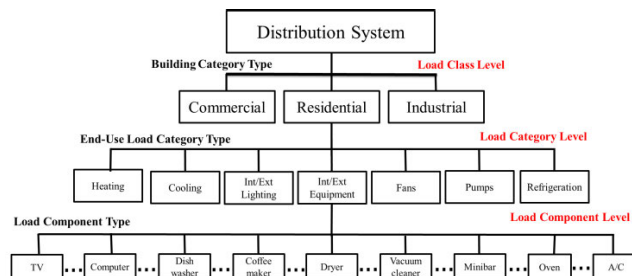 Distribution System
Building Category Type
Load Class Level
Commercial
Residential
Industrial
End-Use Load Category Type
Load Category Level
Heating
Cooling
Int/Ext
Lighting
Int/Ext
Equipment
Fans
Pumps
Refrigeration
Load Component Type
Load Component Level
TV
Computer
Dish
washer
Coffee
maker
Dryer
Vacuum
cleaner
Minibar
Oven
A/C